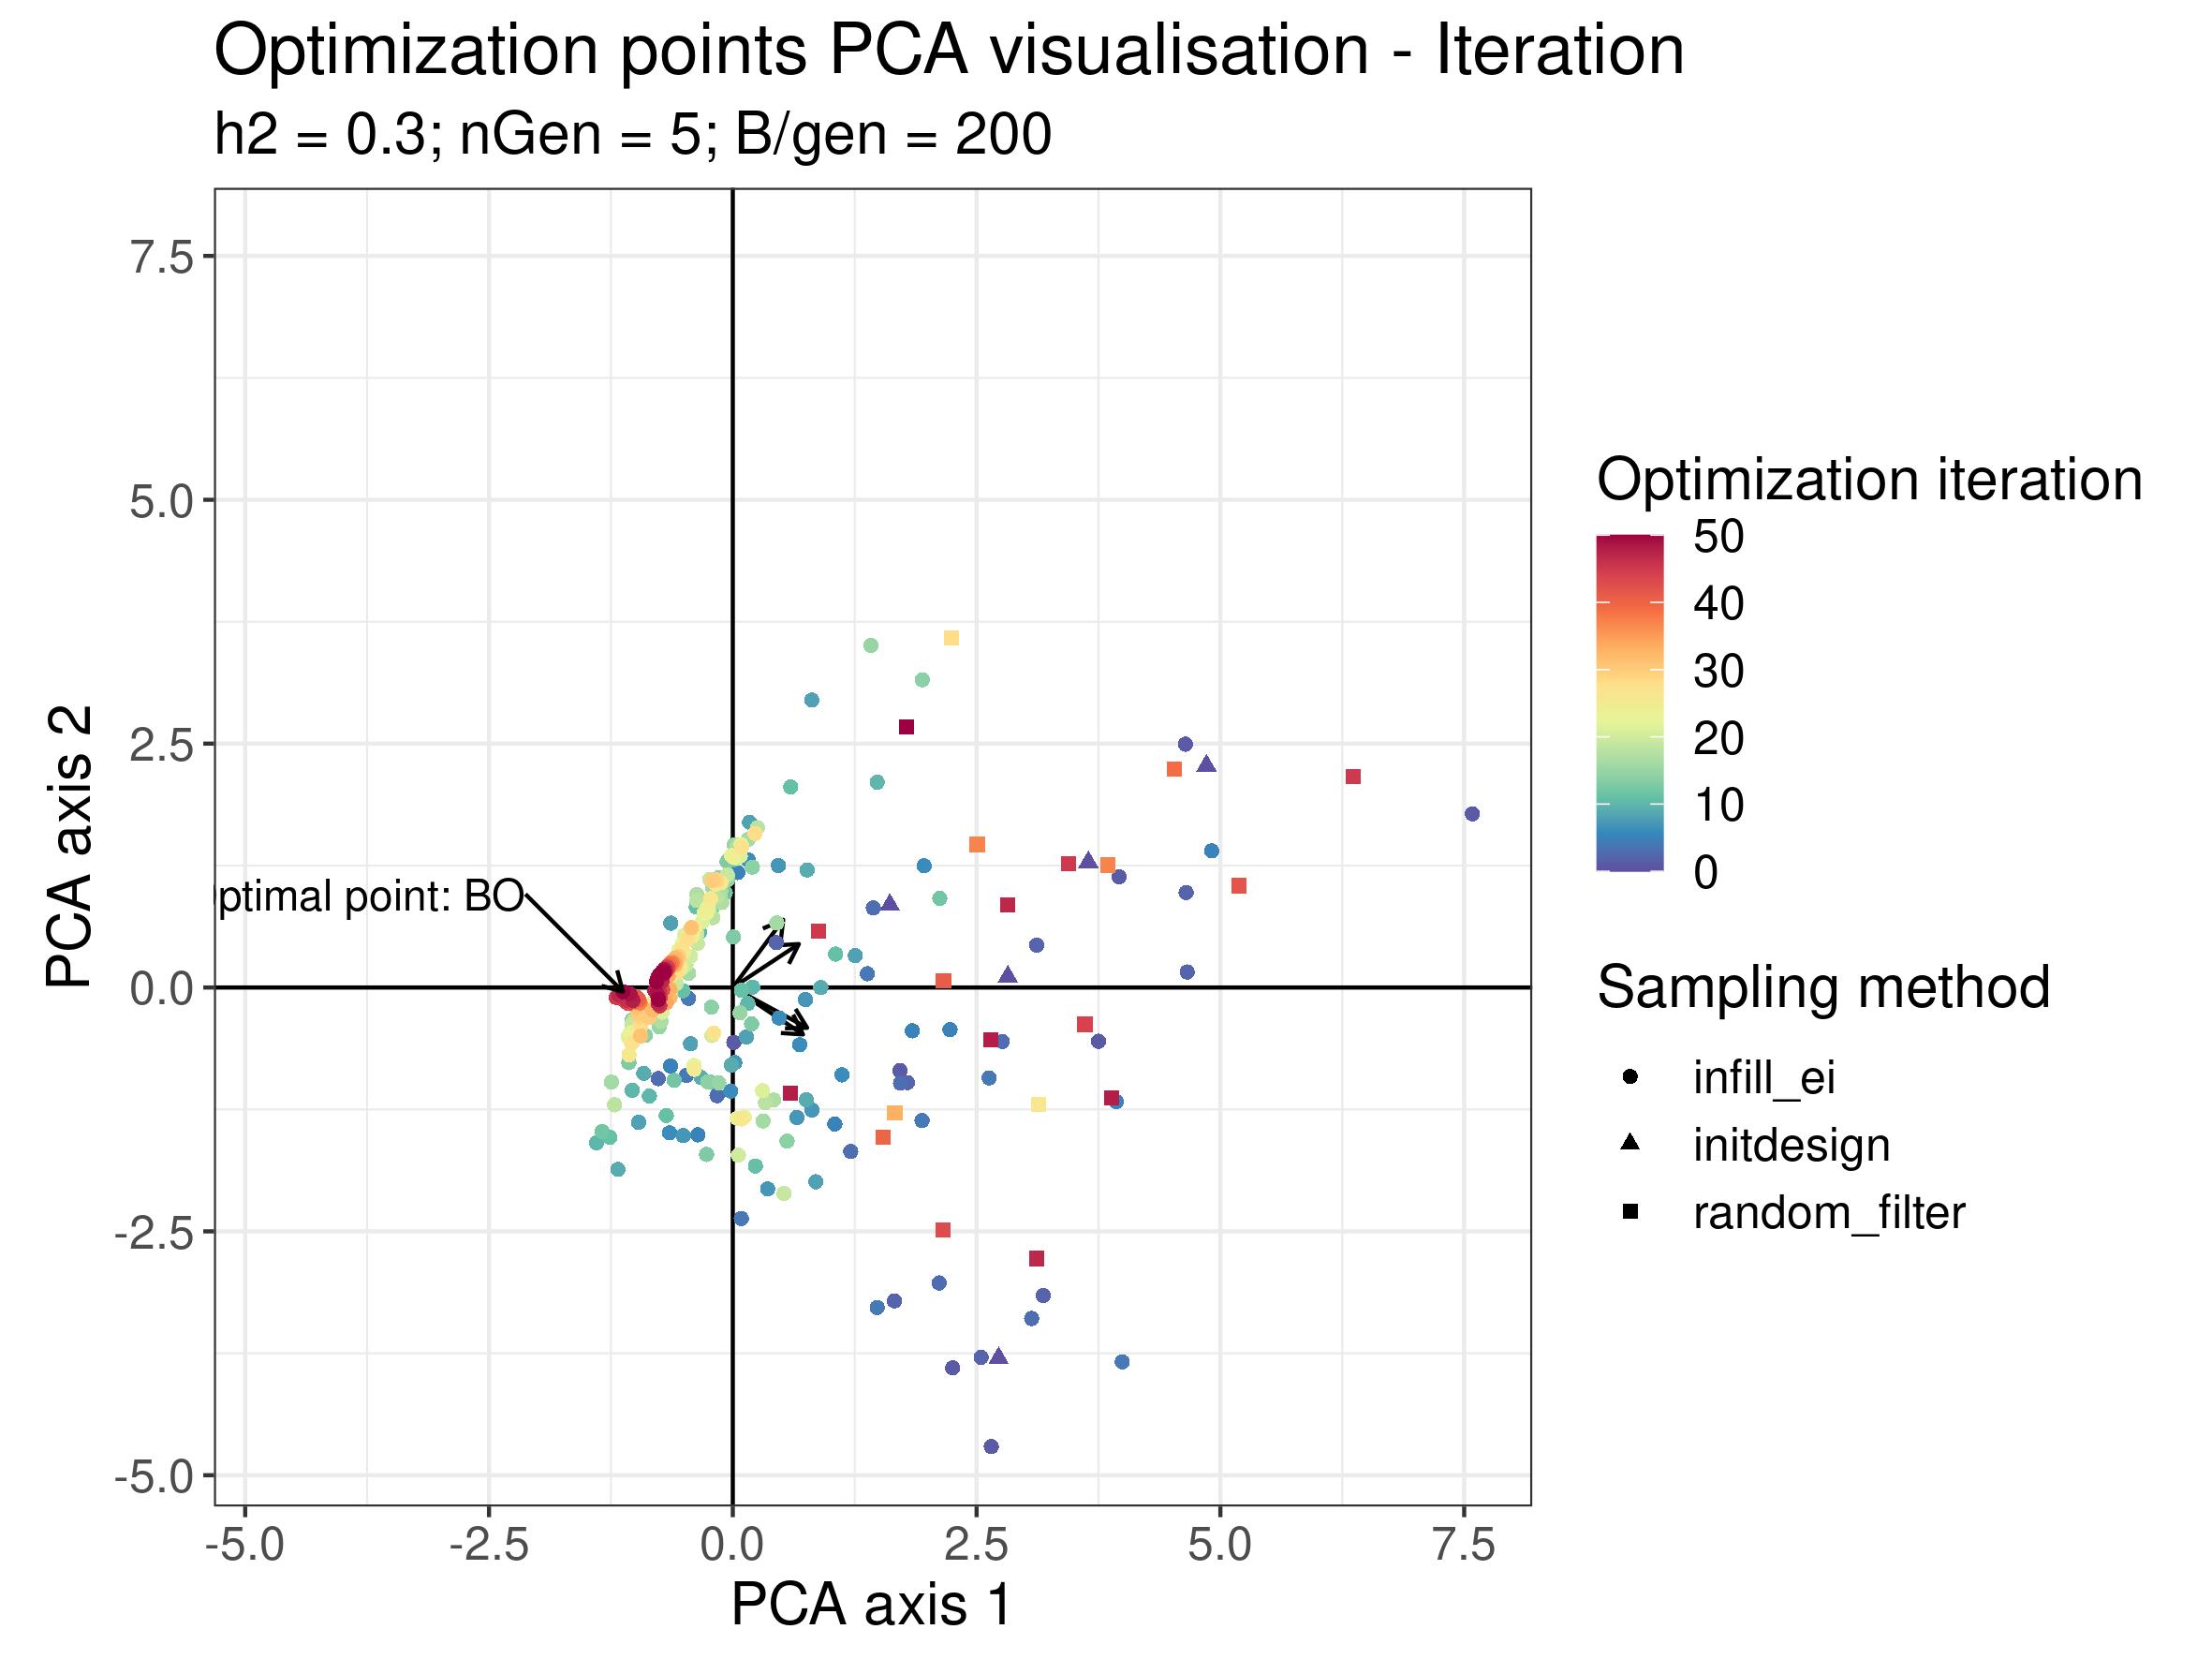 Optimization points PCA visualisation - Iteration
h2 = 0.3; nGen = 5; B/gen = 200
7.5
5.0
2.5
0.0
-2.5
-5.0
PCA axis 2
ptimal point: BO
-5.0
-2.5
0.0
2.5
5.0
7.5
PCA axis 1
Optimization iteration
50
40
30
20
10
0
Sampling method
infill_ei
initdesign
random_filter